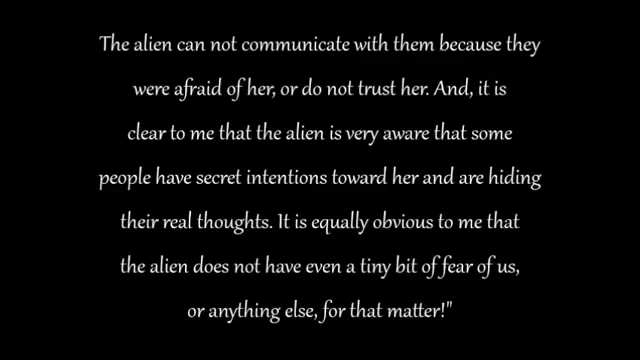 The alien can not communicate with them because they
were afraid of her, or do not trust her. And, it is
clear to me that the alien is very aware that some
people have secret intentions toward her and are hiding
their real thoughts. It is equally obvious to me that
the alien does not have even a tiny bit of fear of us,
or anything else, for that matter!"